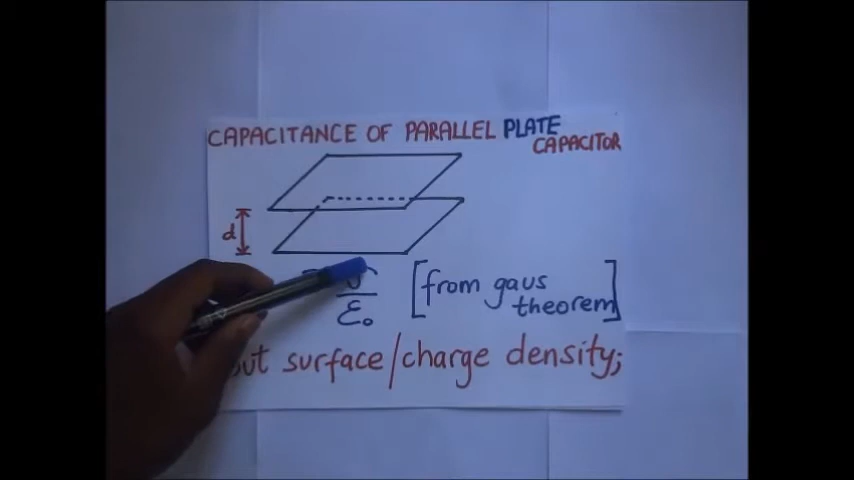 CAPACITANCE OF PARALLEL PLATE
CAPACITOR
d
ε₀ [from gaus
theorem]
surface/charge density;